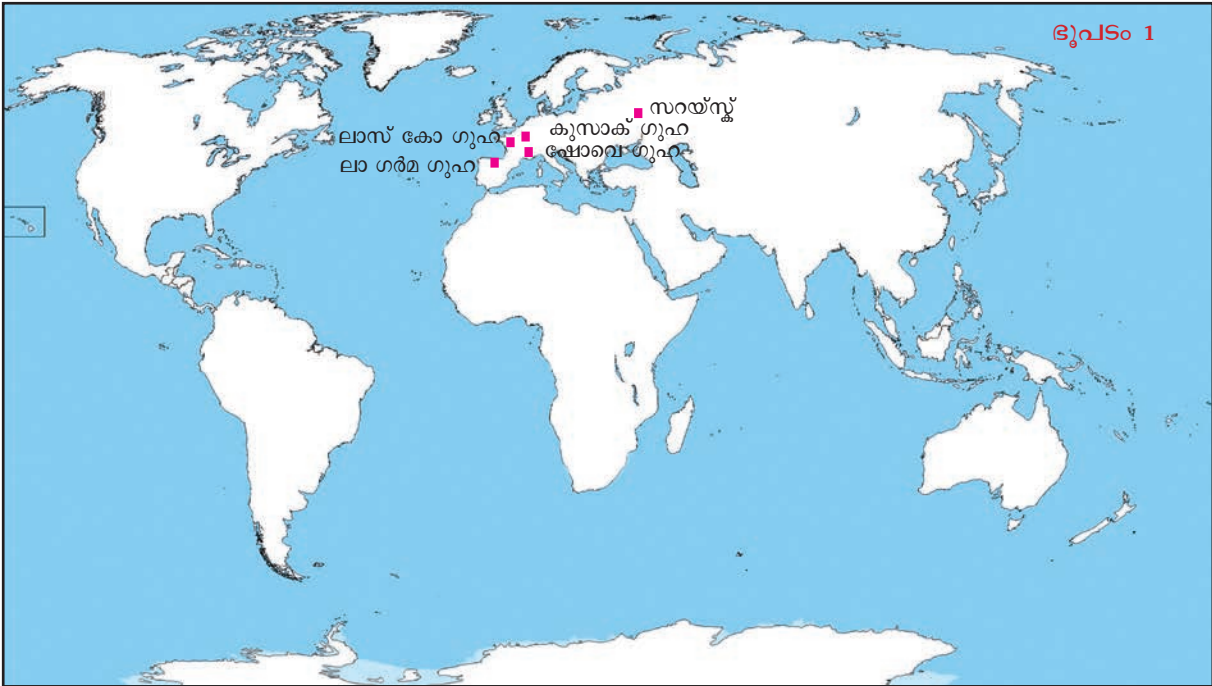 ഭൂപടം 1
സറയ്സ്ക്
ലാസ് കോ ഗുഹ
കുസാക് ഗുഹ
ഷോവെ ഗുഹ
ലാ ഗർമ ഗുഹ